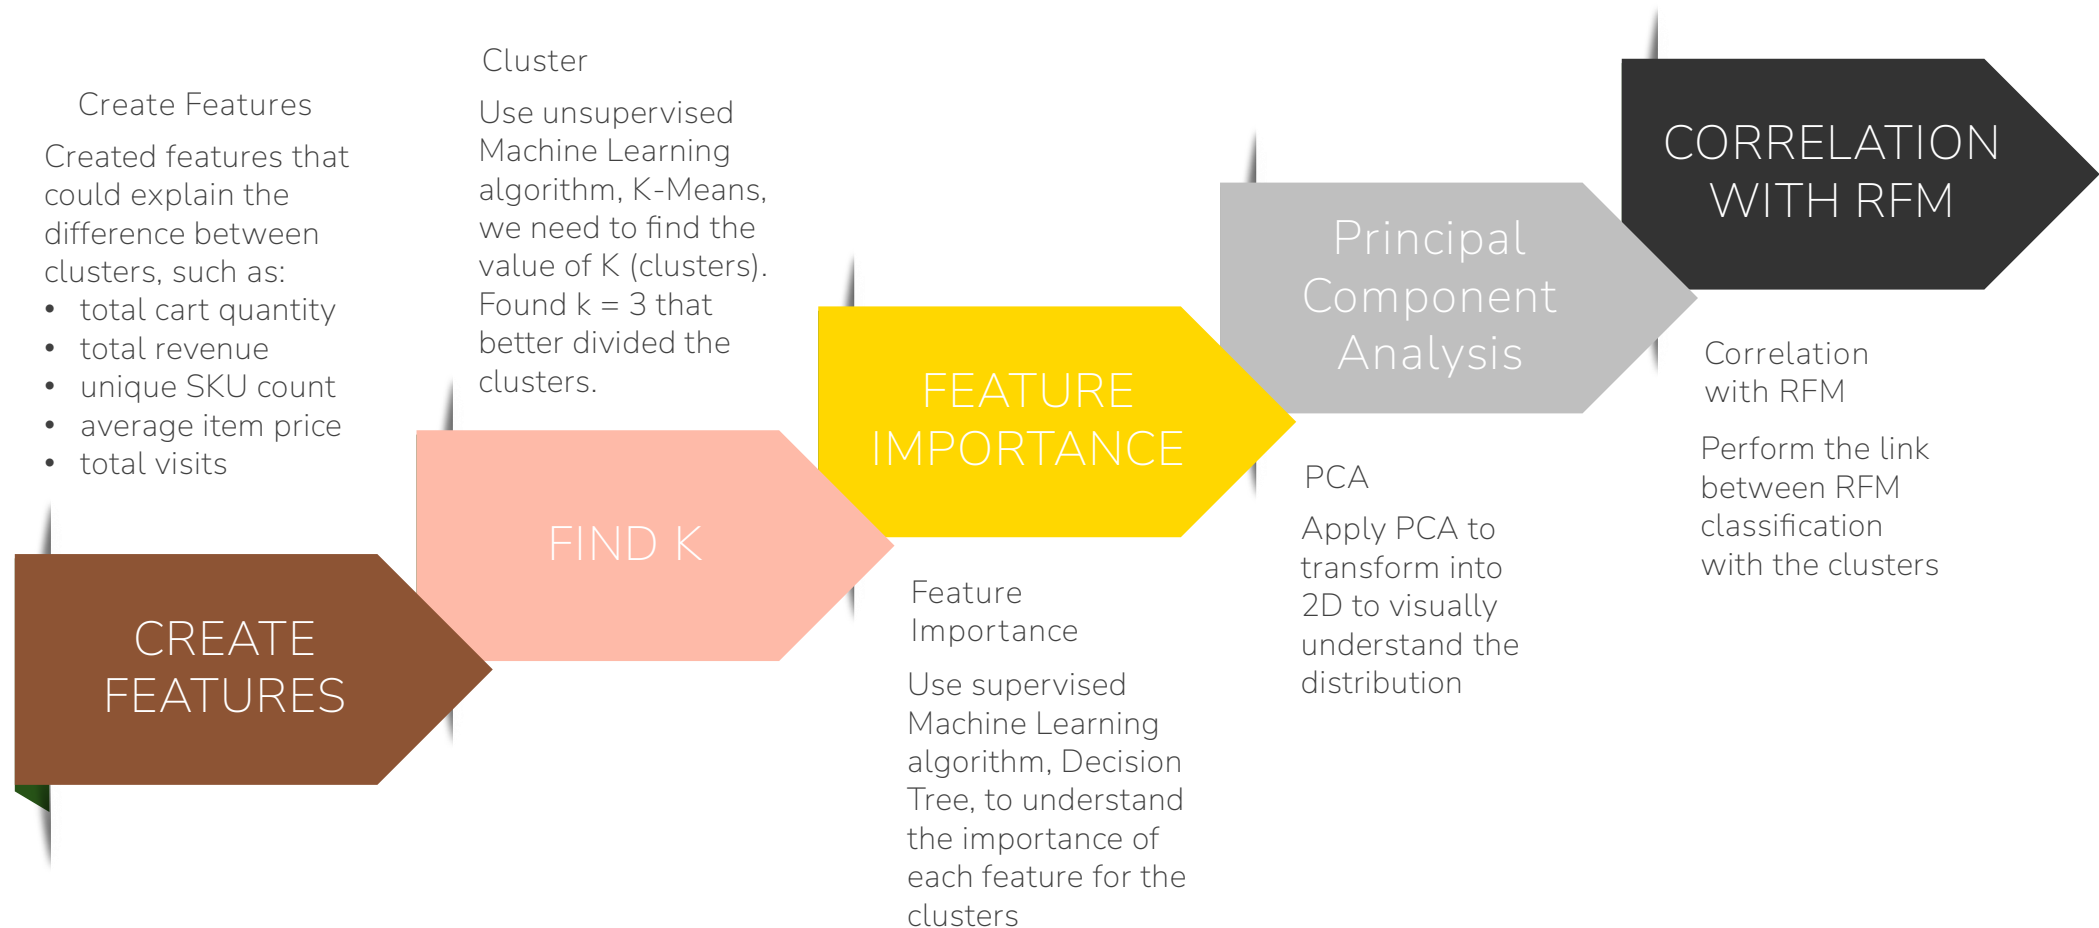 Create Features
Created features that
could explain the
difference between
clusters, such as:
• total cart quantity
• total revenue
• unique SKU count
• average item price
• total visits
CREATE
FEATURES
Cluster
Use unsupervised
Machine Learning
algorithm, K-Means,
we need to find the
value of K (clusters).
Found k = 3 that
better divided the
clusters.
FIND K
FEATURE
IMPORTANCE
Feature
Importance
Use supervised
Machine Learning
algorithm, Decision
Tree, to understand
the importance of
each feature for the
clusters
Principal
Component
Analysis
PCA
Apply PCA to
transform into
2D to visually
understand the
distribution
CORRELATION
WITH RFM
Correlation
with RFM
Perform the link
between RFM
classification
with the clusters